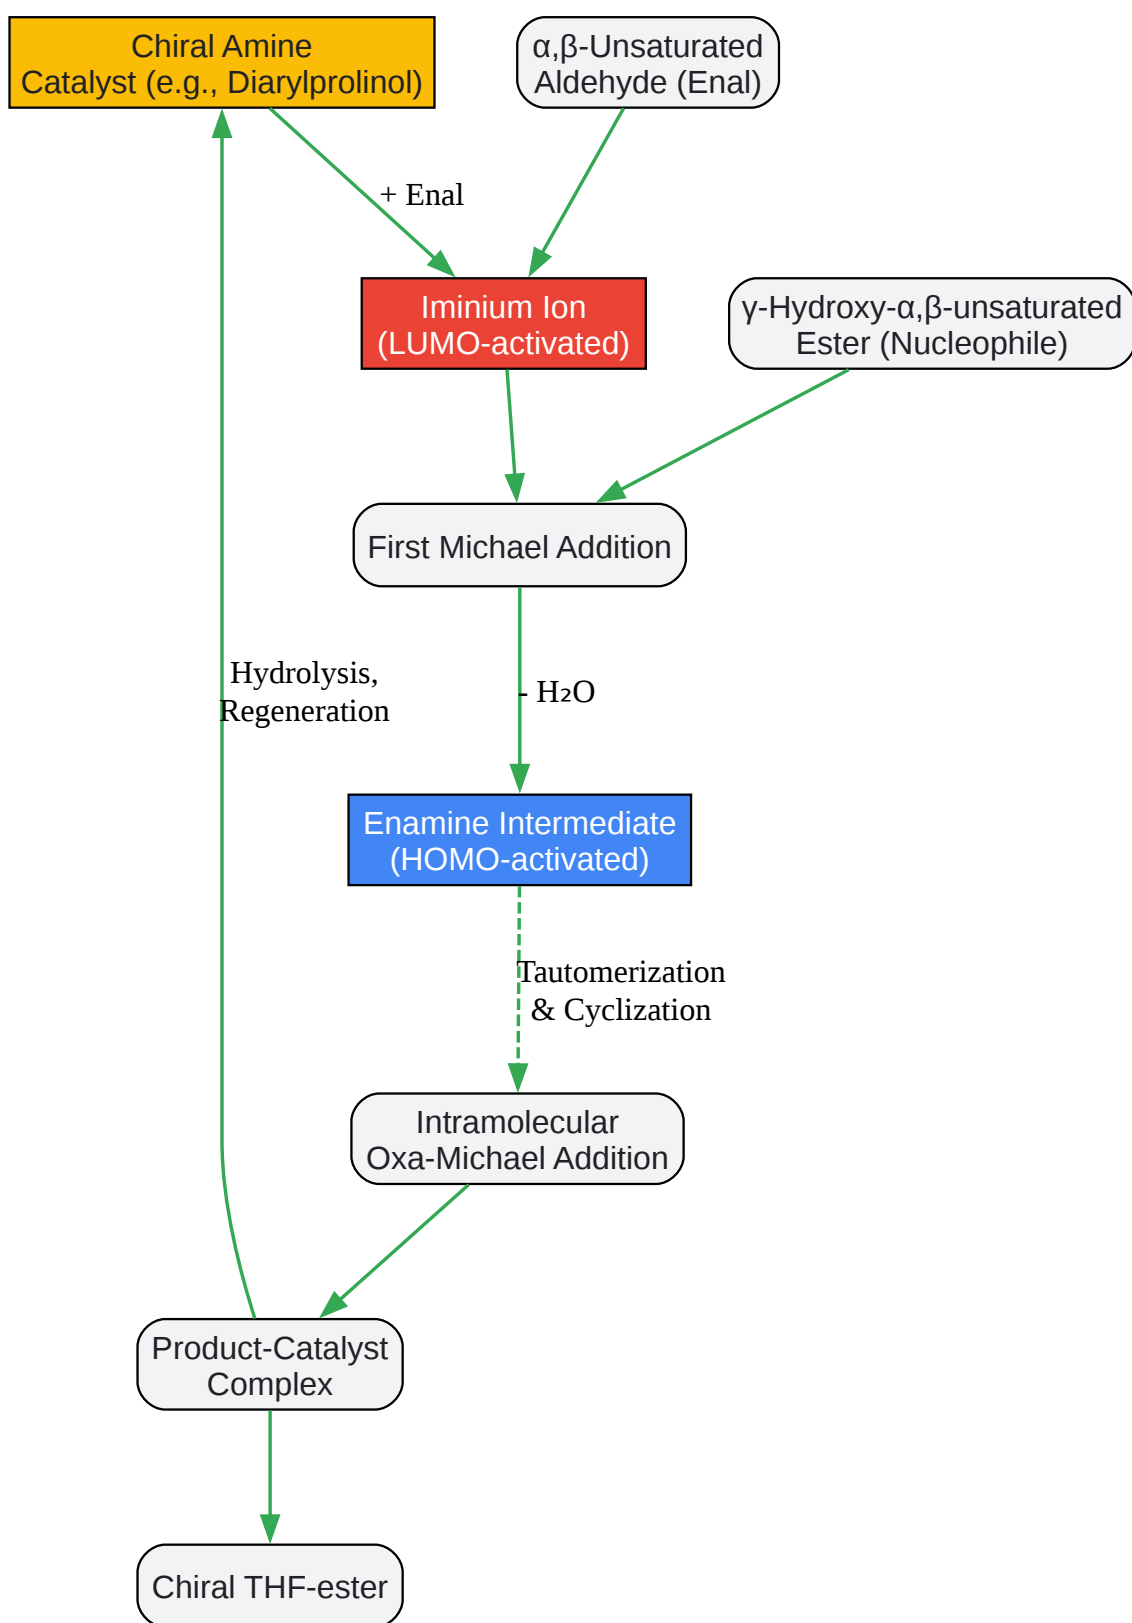 Chiral Amine
Catalyst (e.g., Diarylprolinol)
α,β-Unsaturated
Aldehyde (Enal)
+ Enal
Iminium Ion
(LUMO-activated)
γ-Hydroxy-α,β-unsaturated
Ester (Nucleophile)
First Michael Addition
Hydrolysis,
Regeneration
- H₂O
Enamine Intermediate
(HOMO-activated)
Tautomerization
& Cyclization
Intramolecular
Oxa-Michael Addition
Product-Catalyst
Complex
Chiral THF-ester